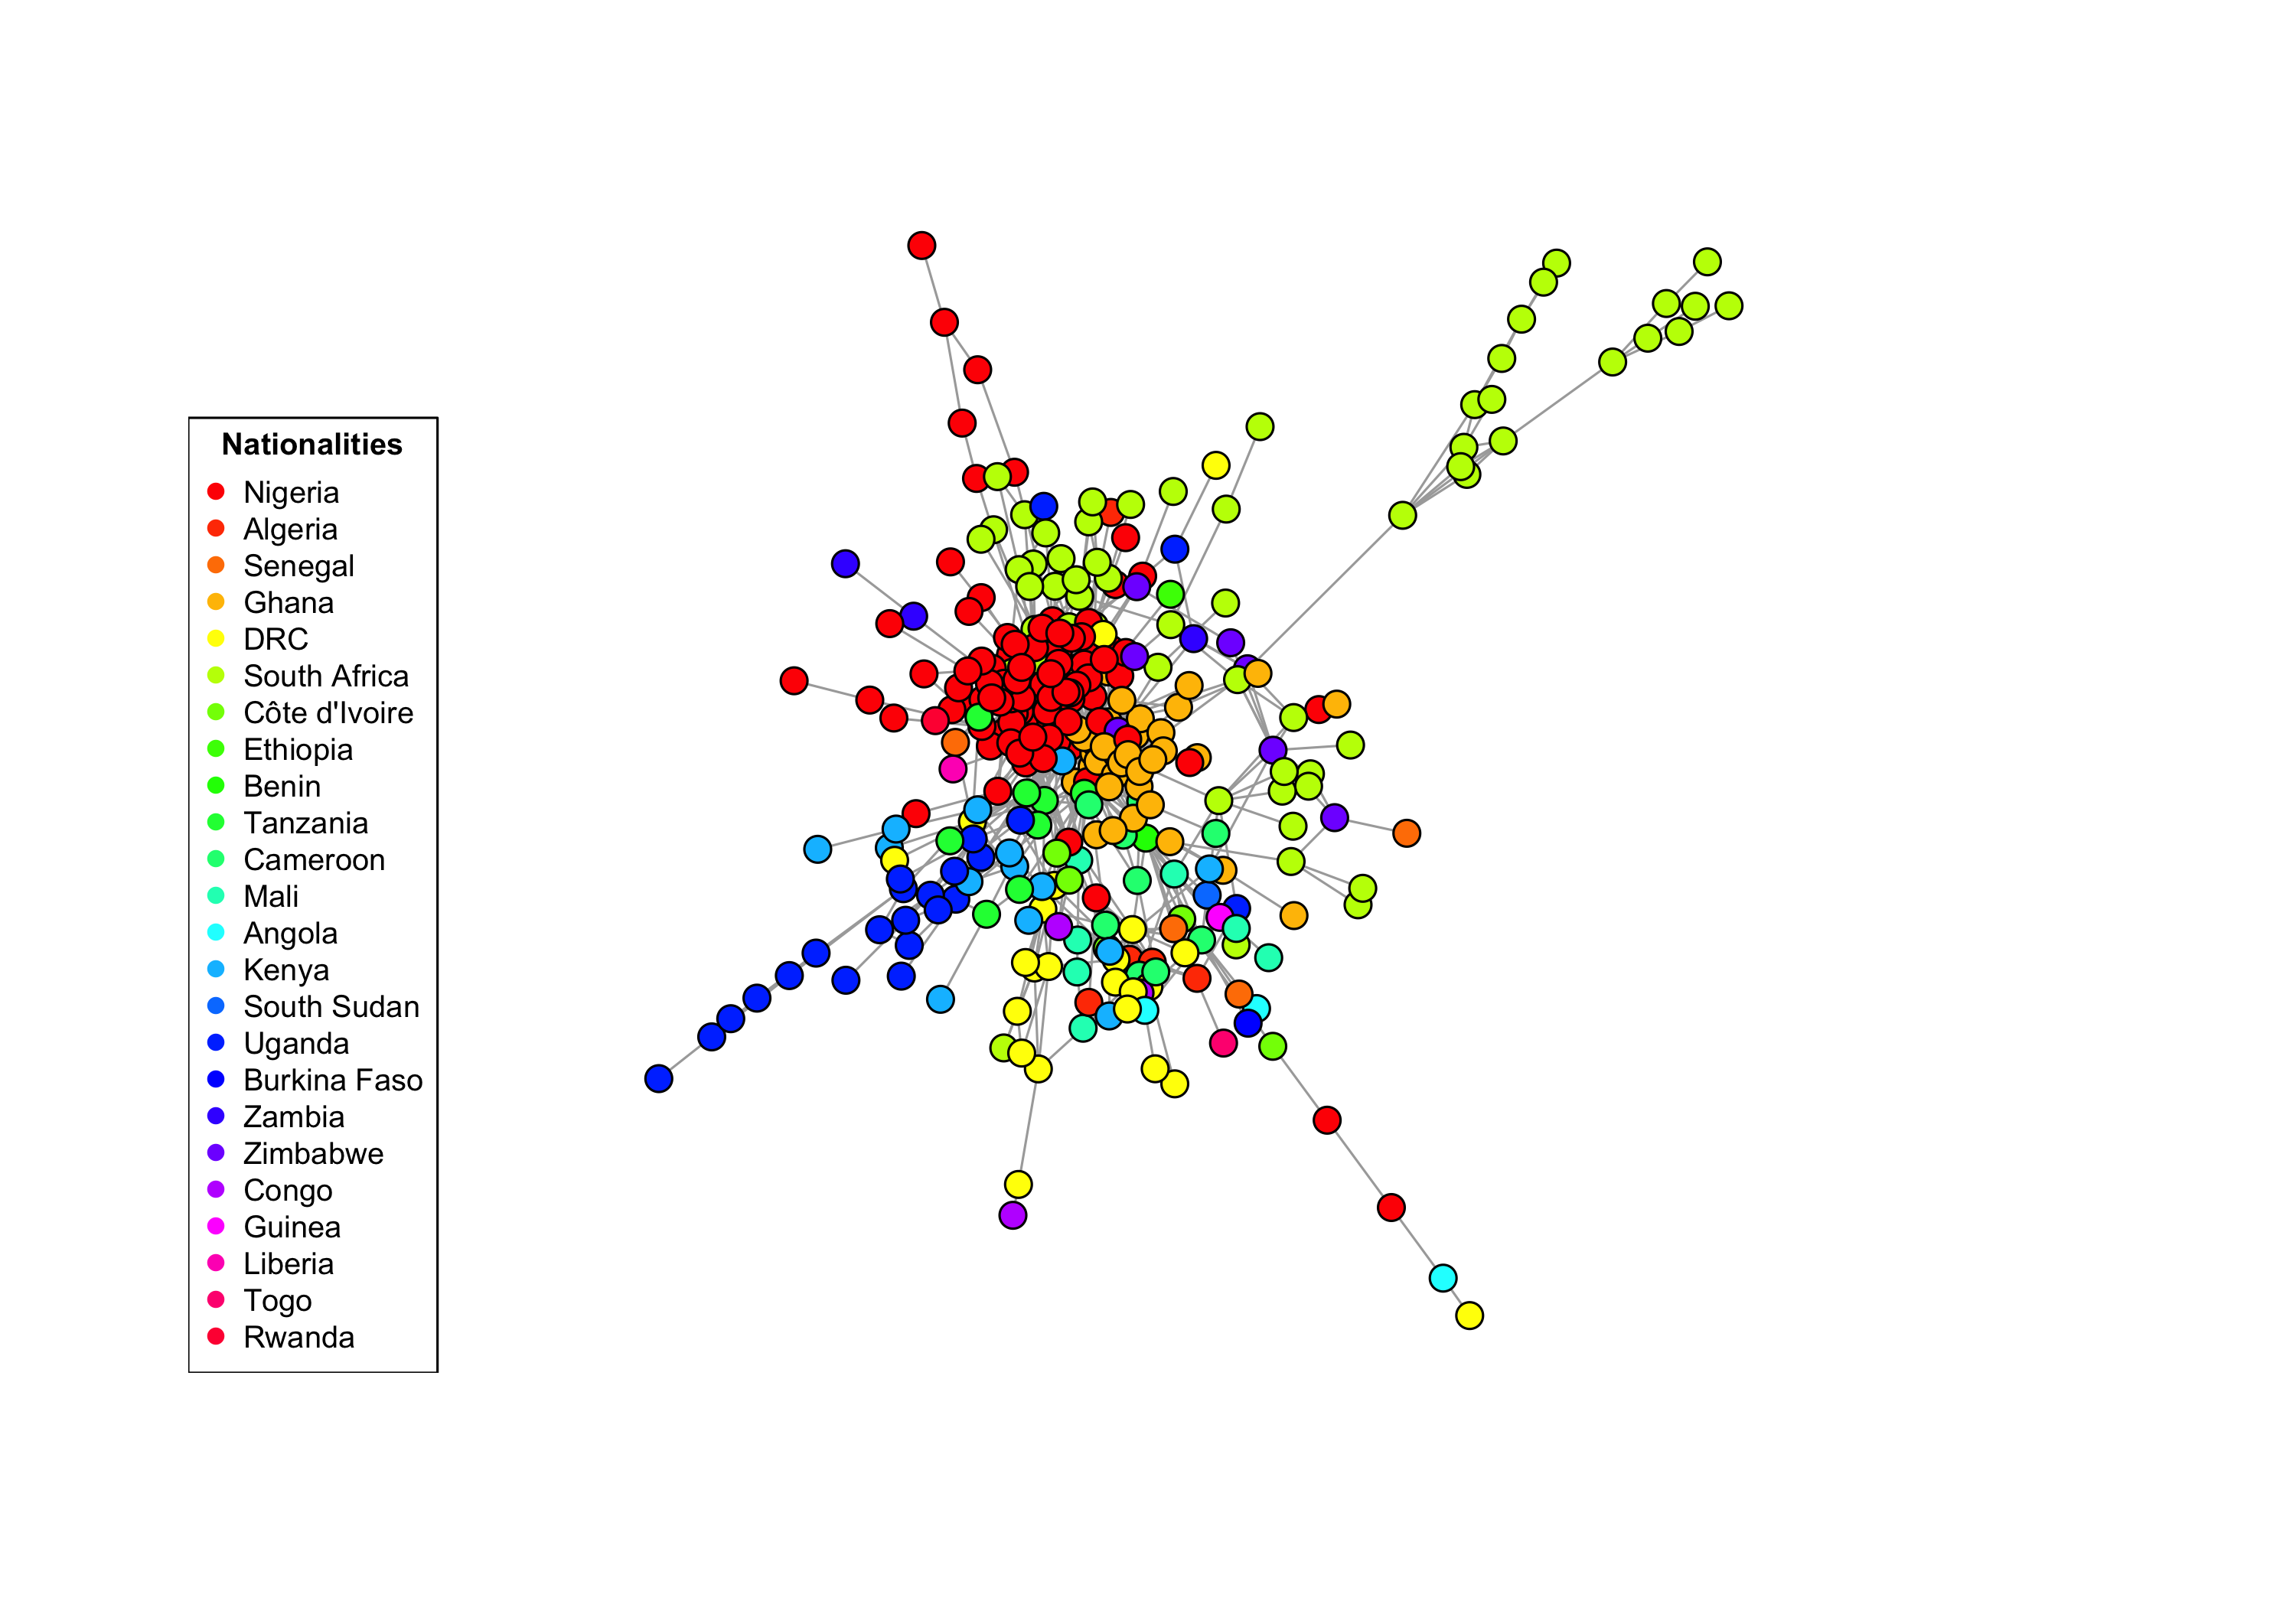 Nationalities
Nigeria
Algeria
Senegal
Ghana
DRC
South Africa
Côte d'Ivoire
Ethiopia
Benin
Tanzania
Cameroon
Mali
Angola
Kenya
South Sudan
Uganda
Burkina Faso
Zambia
Zimbabwe
Congo
Guinea
Liberia
Togo
Rwanda